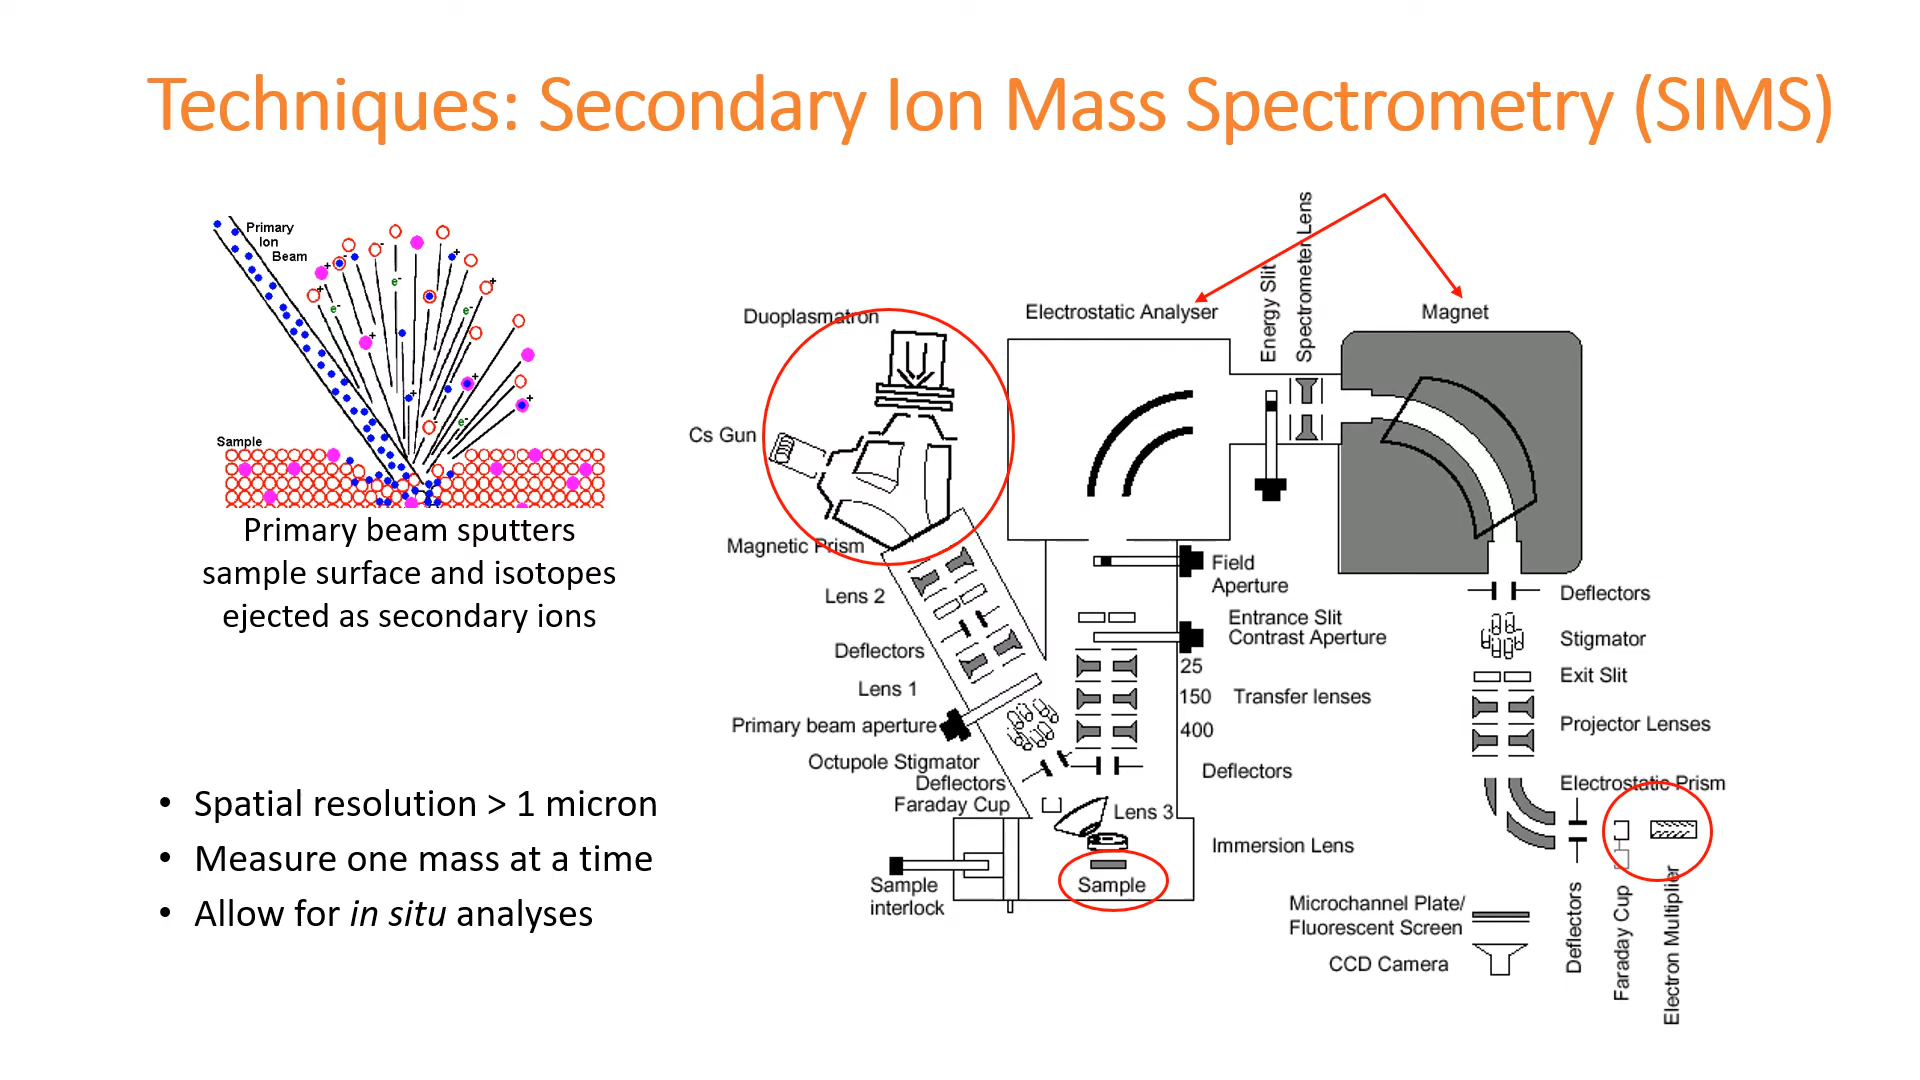 Techniques: Secondary Ion Mass Spectrometry (SIMS)
Primary
Ion
Beam
Sample
Primary beam sputters
sample surface and isotopes
ejected as secondary ions
• Spatial resolution > 1 micron
• Measure one mass at a time
• Allow for in situ analyses
Duoplasmatron
Cs Gun
Magnetic Prism
Lens 2
Deflectors
Lens 1
Primary beam aperture
Octupole Stigmator
Deflectors
Faraday Cup
Sample
interlock
Electrostatic Analyser
Energy Slit
Spectrometer Lens
Magnet
Field
Aperture
Entrance Slit
Contrast Aperture
25
150
Transfer lenses
400
Deflectors
Lens 3
Immersion Lens
Sample
Deflectors
Stigmator
Exit Slit
Projector Lenses
Electrostatic Prism
Deflectors
Faraday Cup
Electron Multiplier
Microchannel Plate/
Fluorescent Screen
CCD Camera
e-
e-
e-
e-